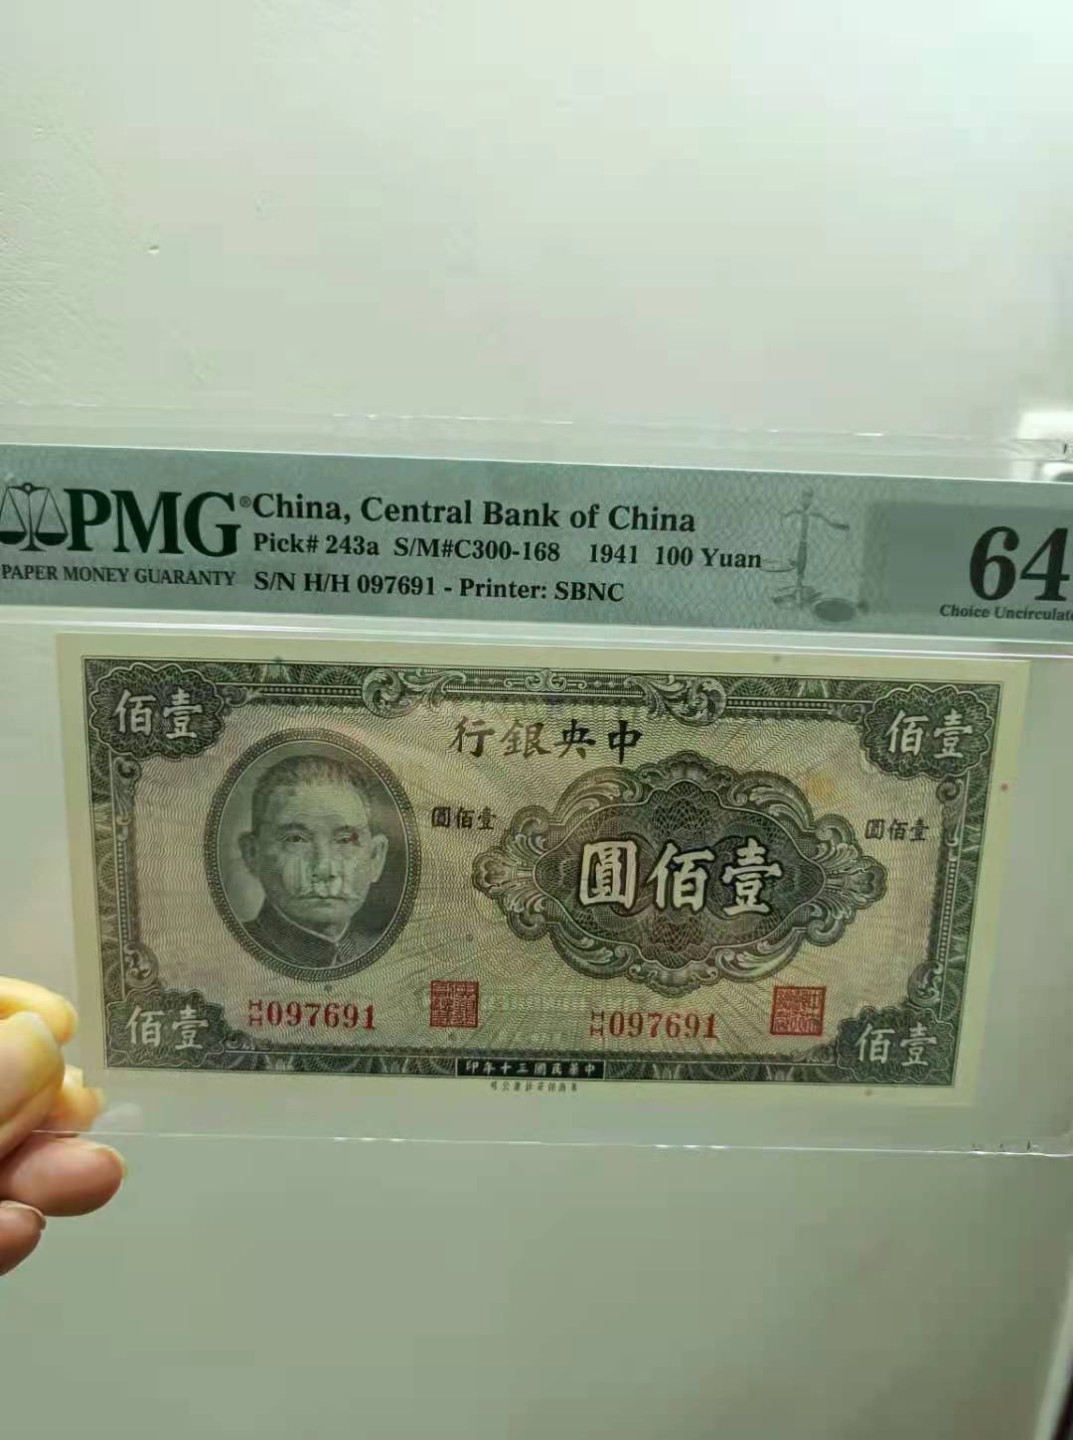 PMG®
PAPER MONEY GUARANTY
China, Central Bank of China
Pick# 243a S/M#C300-168 1941 100 Yuan
S/N H/H 097691 - Printer: SBNC
64
Choice Uncirculate
佰壹
行銀央中
佰壹
圓佰壹
圓佰壹
圓佰壹
H/H097691
H/H097691
佰壹
佰壹
印年十三國民華中